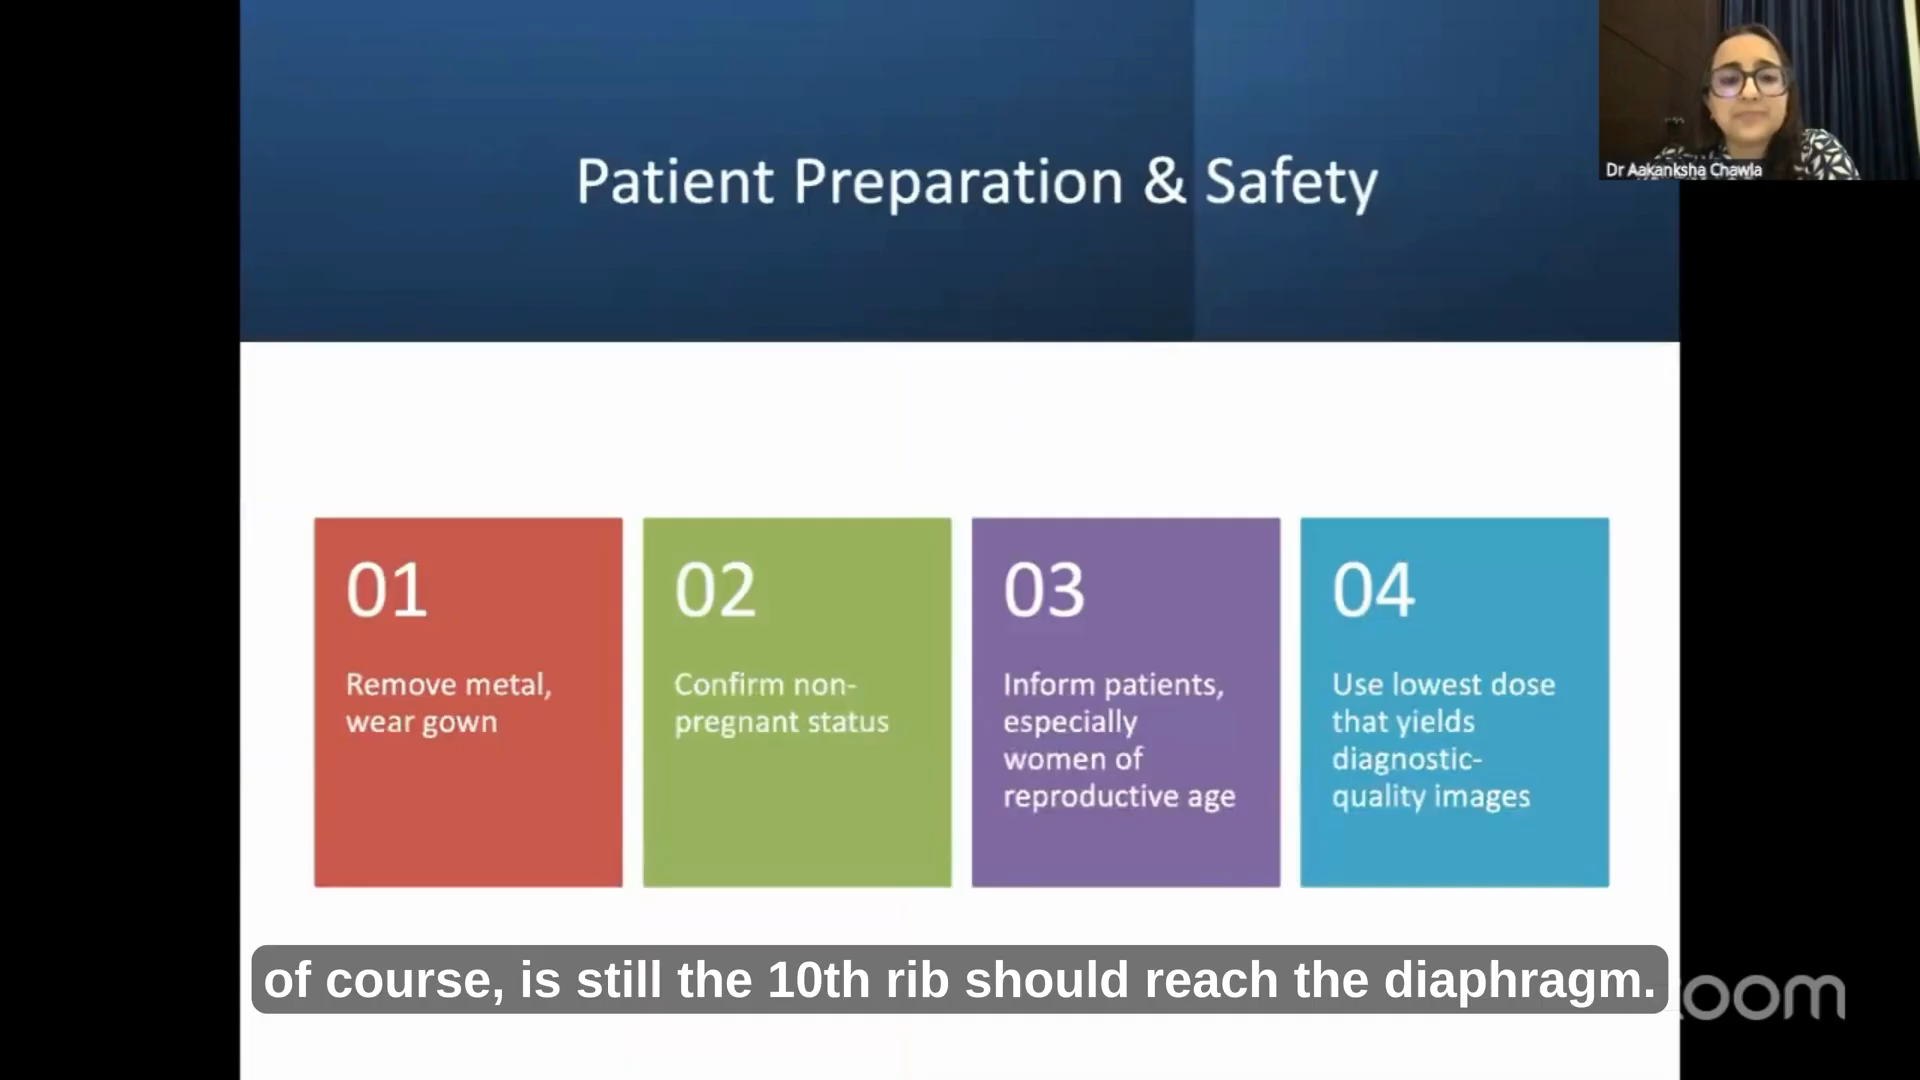 Patient Preparation & Safety
Dr Aakanksha Chawla
01
Remove metal,
wear gown
02
Confirm non-
pregnant status
03
Inform patients,
especially
women of
reproductive age
04
Use lowest dose
that yields
diagnostic-
quality images
of course, is still the 10th rib should reach the diaphragm.
zoom